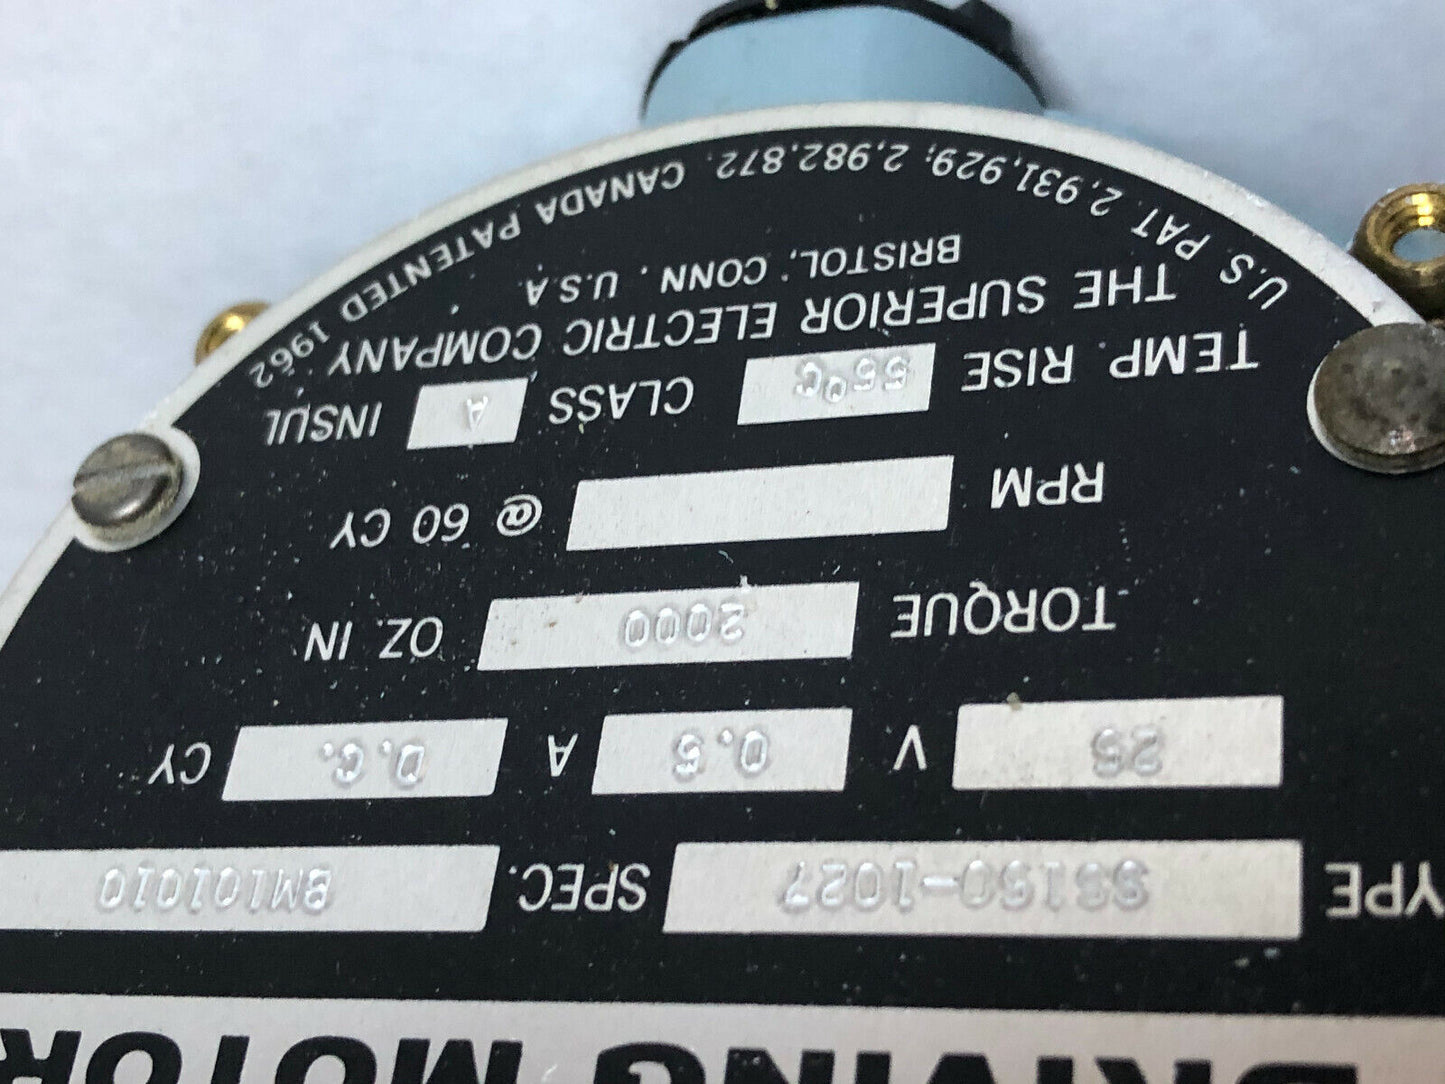 DRIVING MOTOR
YPE SS150-1027 SPEC. BM101010
25 V 0.5 A D.C. CY
TORQUE 2000 OZ. IN
RPM @ 60 CY
TEMP. RISE 55°C CLASS A INSUL
THE SUPERIOR ELECTRIC COMPANY
BRISTOL, CONN., U.S.A.
U.S. PAT. 2,931,929; 2,982,872. CANADA PATENTED 1962